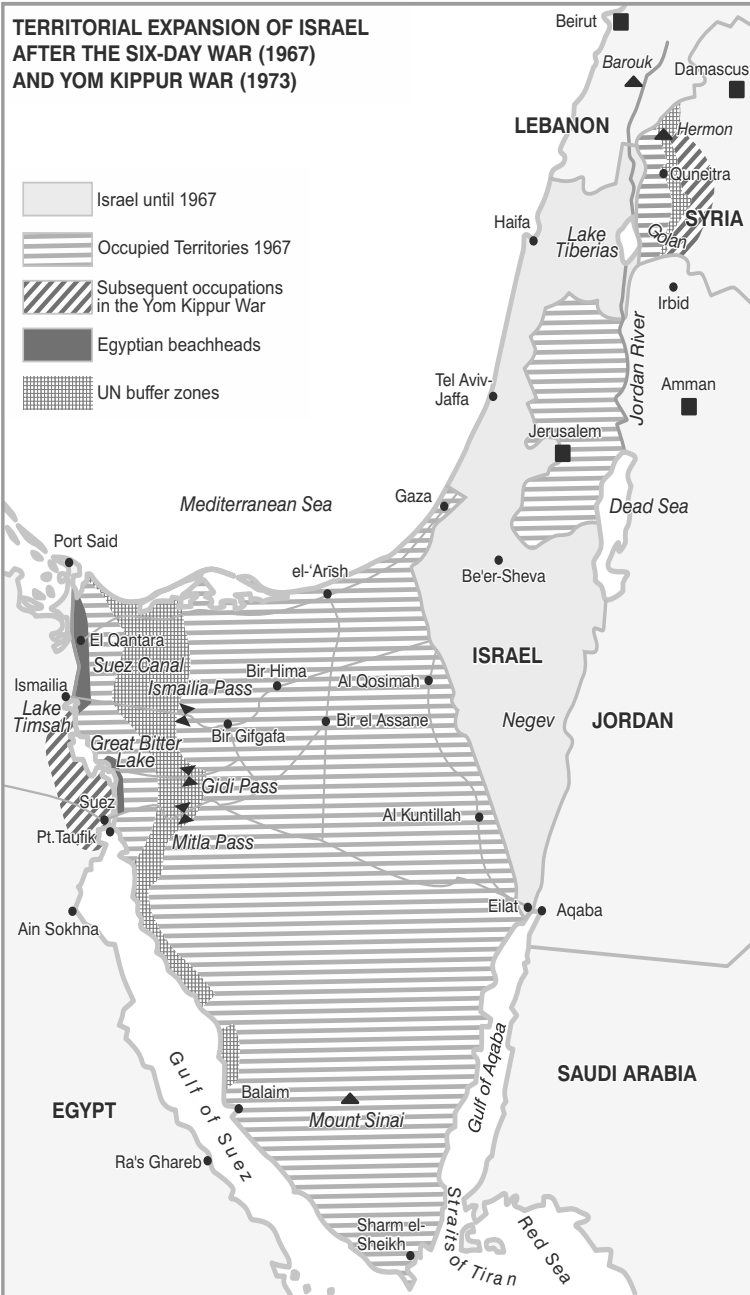 TERRITORIAL EXPANSION OF ISRAEL
AFTER THE SIX-DAY WAR (1967)
AND YOM KIPPUR WAR (1973)
Israel until 1967
Occupied Territories 1967
Subsequent occupations
in the Yom Kippur War
Egyptian beachheads
UN buffer zones
Beirut
Barouk
Damascus
LEBANON
Hermon
Quneitra
SYRIA
Golan
Haifa
Lake
Tiberias
Irbid
Jordan River
Tel Aviv-
Jaffa
Amman
Jerusalem
Gaza
Dead Sea
Mediterranean Sea
Port Said
el-‘Arīsh
Be'er-Sheva
El Qantara
Suez Canal
ISRAEL
Ismailia
Ismailia Pass
Bir Hima
Al Qosimah
Lake
Timsah
Bir Gifgafa
Bir el Assane
Negev
JORDAN
Great Bitter
Lake
Gidi Pass
Suez
Al Kuntillah
Pt.Taufik
Mitla Pass
Eilat
Aqaba
Ain Sokhna
Gulf of Suez
Gulf of Aqaba
SAUDI ARABIA
EGYPT
Balaim
Mount Sinai
Ra's Ghareb
Sharm el-
Sheikh
Straits of Tiran
Red Sea